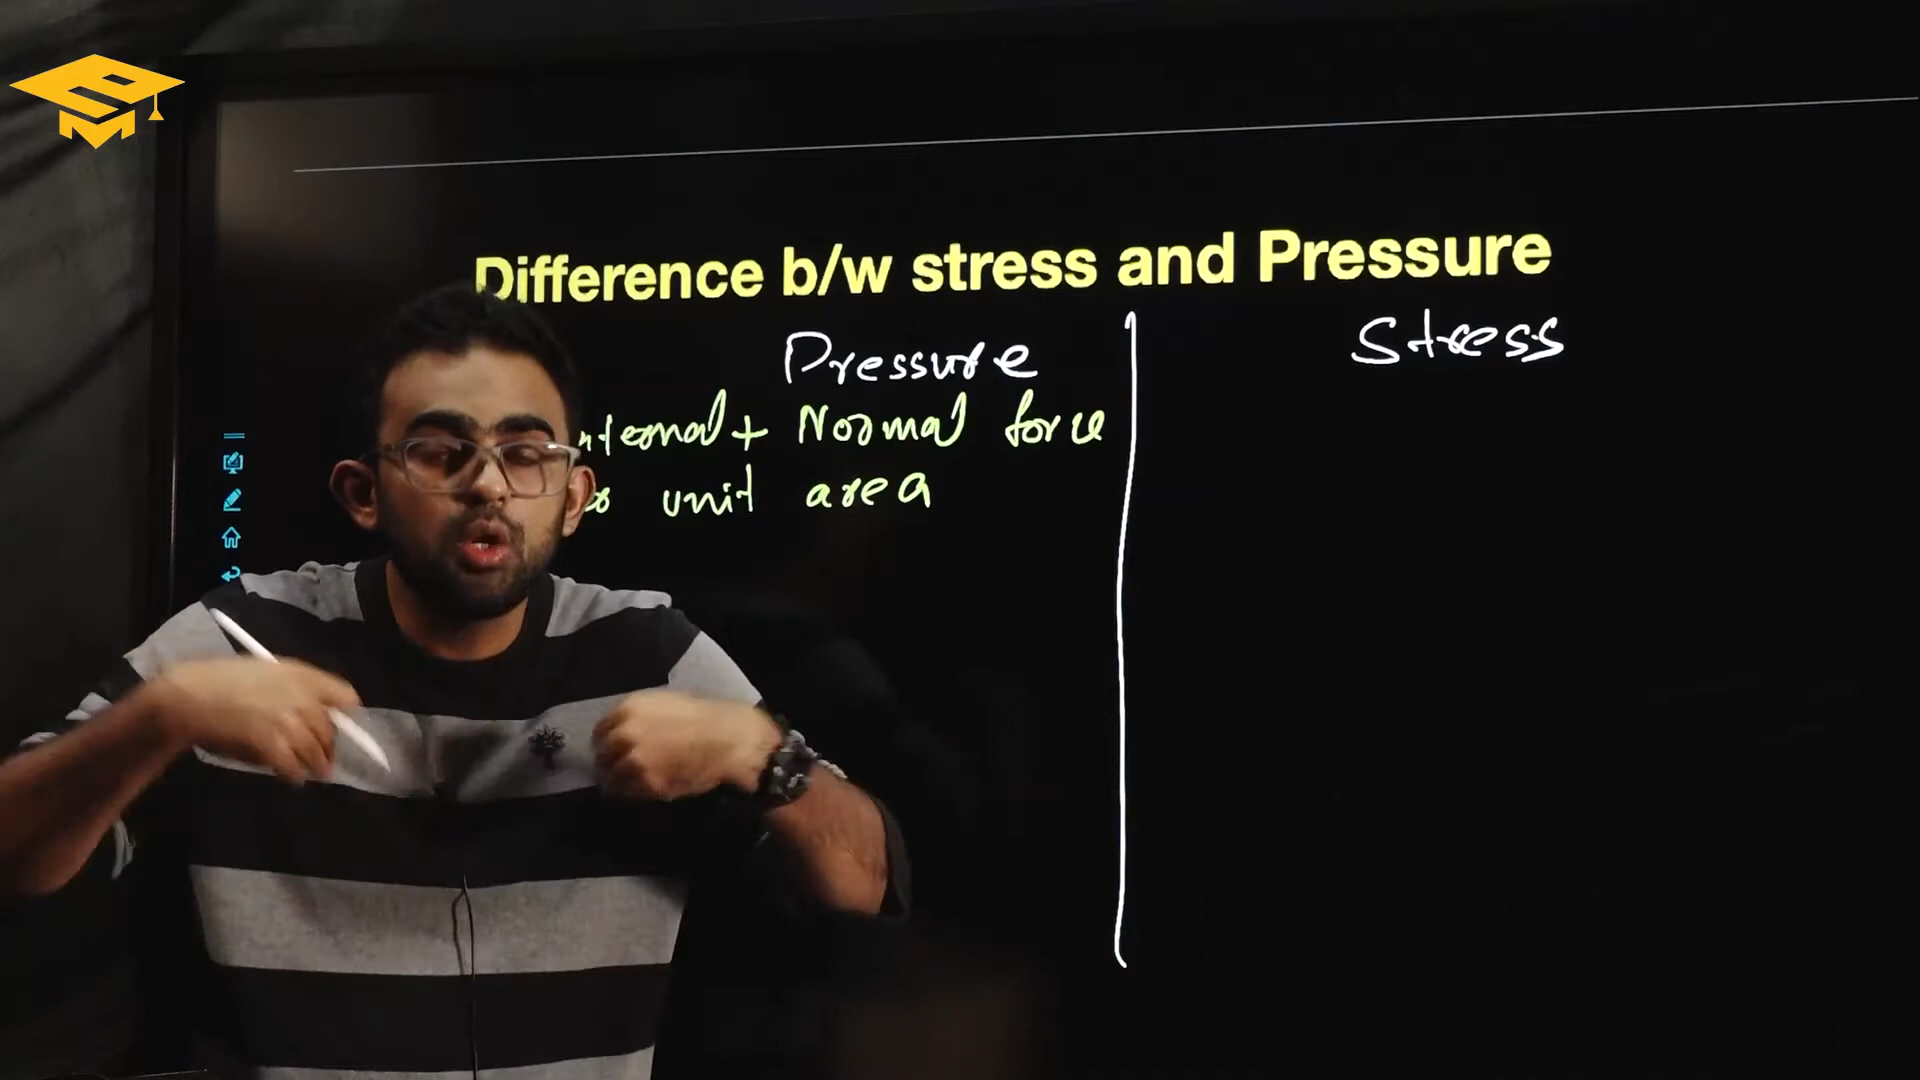 Difference b/w stress and Pressure
Pressure
Stress
+ Normal force
unit area